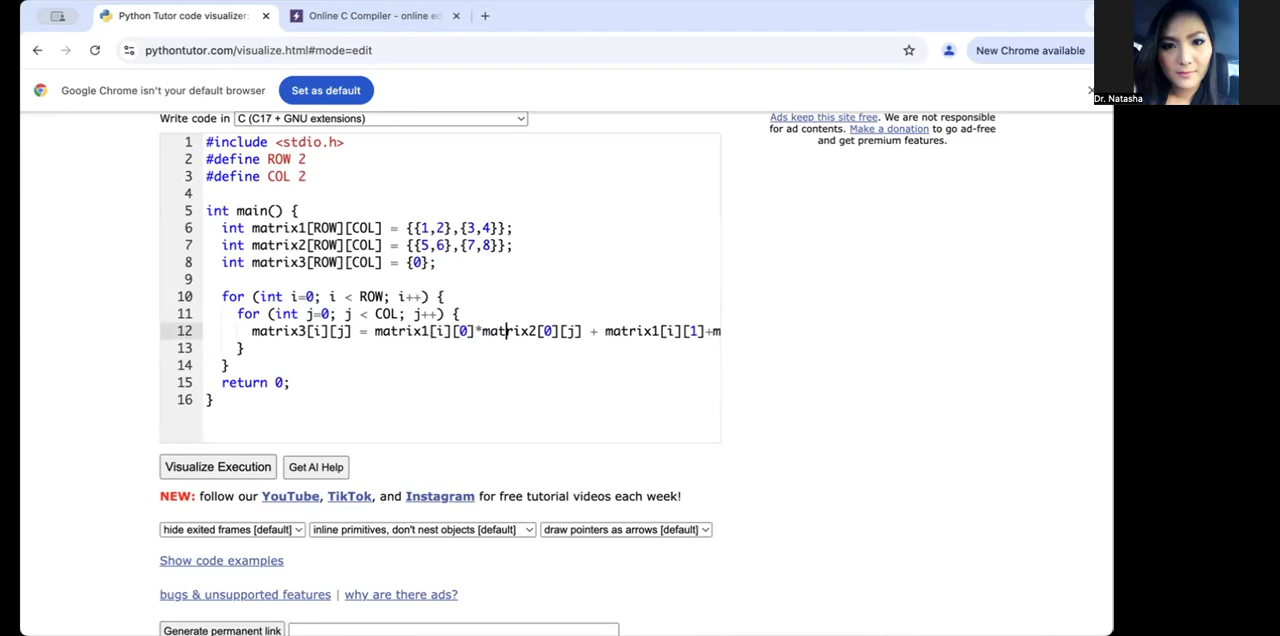 Python Tutor code visualizer:
Online C Compiler - online ed
pythontutor.com/visualize.html#mode=edit
New Chrome available
Google Chrome isn't your default browser
Set as default
Dr. Natasha
Write code in C (C17 + GNU extensions)
Ads keep this site free. We are not responsible
for ad contents. Make a donation to go ad-free
and get premium features.
1 #include <stdio.h>
2 #define ROW 2
3 #define COL 2
4
5 int main() {
6 int matrix1[ROW][COL] = {{1,2},{3,4}};
7 int matrix2[ROW][COL] = {{5,6},{7,8}};
8 int matrix3[ROW][COL] = {0};
9
10 for (int i=0; i < ROW; i++) {
11 for (int j=0; j < COL; j++) {
12 matrix3[i][j] = matrix1[i][0]*matrix2[0][j] + matrix1[i][1]+m
13 }
14 }
15 return 0;
16 }
Visualize Execution
Get AI Help
NEW: follow our YouTube, TikTok, and Instagram for free tutorial videos each week!
hide exited frames [default]
inline primitives, don't nest objects [default]
draw pointers as arrows [default]
Show code examples
bugs & unsupported features | why are there ads?
Generate permanent link